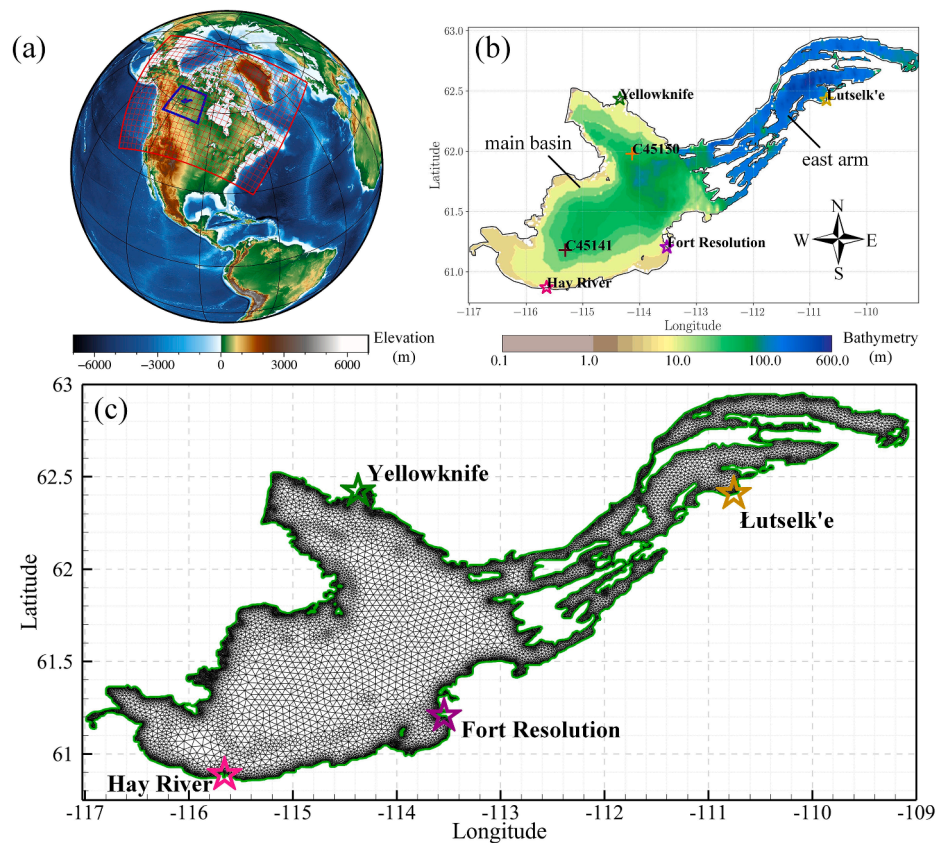 (a)
−6000 −3000 0 3000 6000
Elevation
(m)
(b)
63.0
62.5
62.0
61.5
61.0
Latitude
Yellowknife
Lutselk'e
C45150
main basin
east arm
N
W E
S
Fort Resolution
C45141
Hay River
−117 −116 −115 −114 −113 −112 −111 −110
Longitude
0.1 1.0 10.0 100.0 600.0
Bathymetry
(m)
(c)
63
62.5
62
61.5
61
Latitude
Yellowknife
Lutselk'e
Fort Resolution
Hay River
-117 -116 -115 -114 -113 -112 -111 -110 -109
Longitude